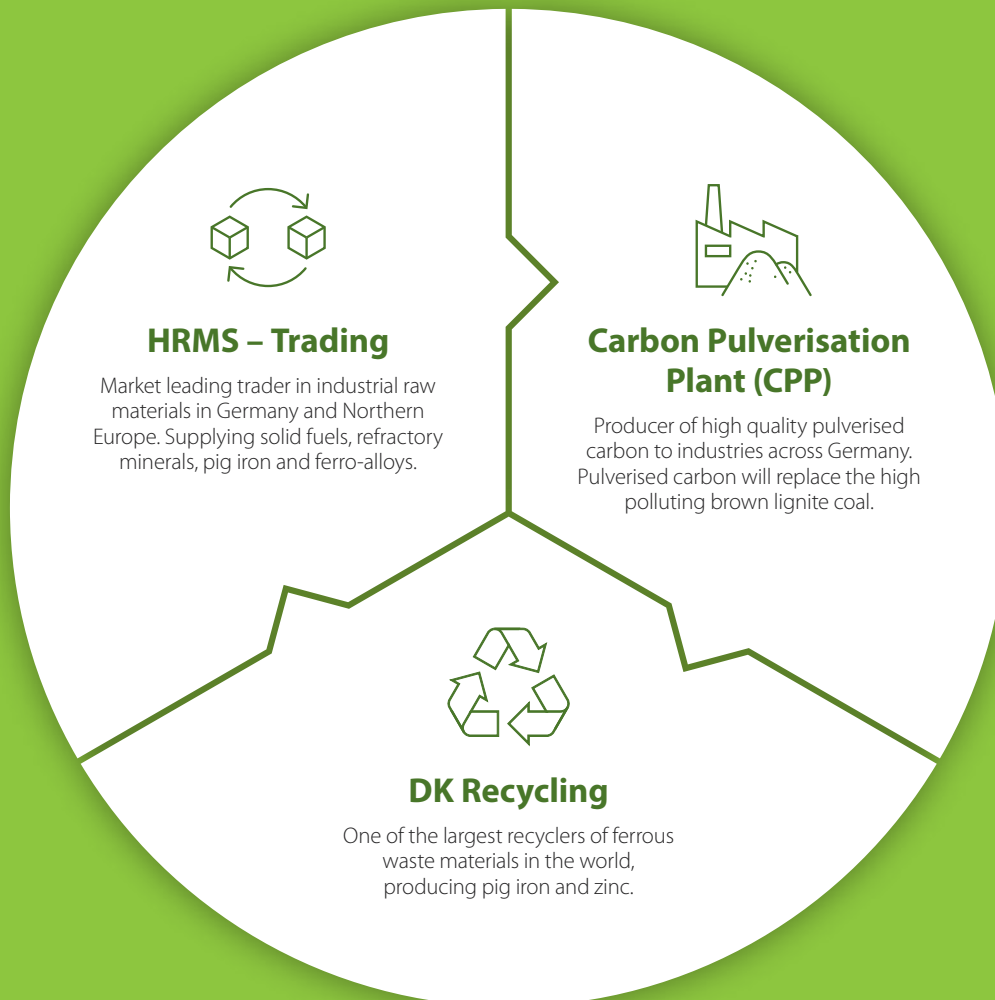 HRMS – Trading
Market leading trader in industrial raw
materials in Germany and Northern
Europe. Supplying solid fuels, refractory
minerals, pig iron and ferro-alloys.
Carbon Pulverisation
Plant (CPP)
Producer of high quality pulverised
carbon to industries across Germany.
Pulverised carbon will replace the high
polluting brown lignite coal.
DK Recycling
One of the largest recyclers of ferrous
waste materials in the world,
producing pig iron and zinc.